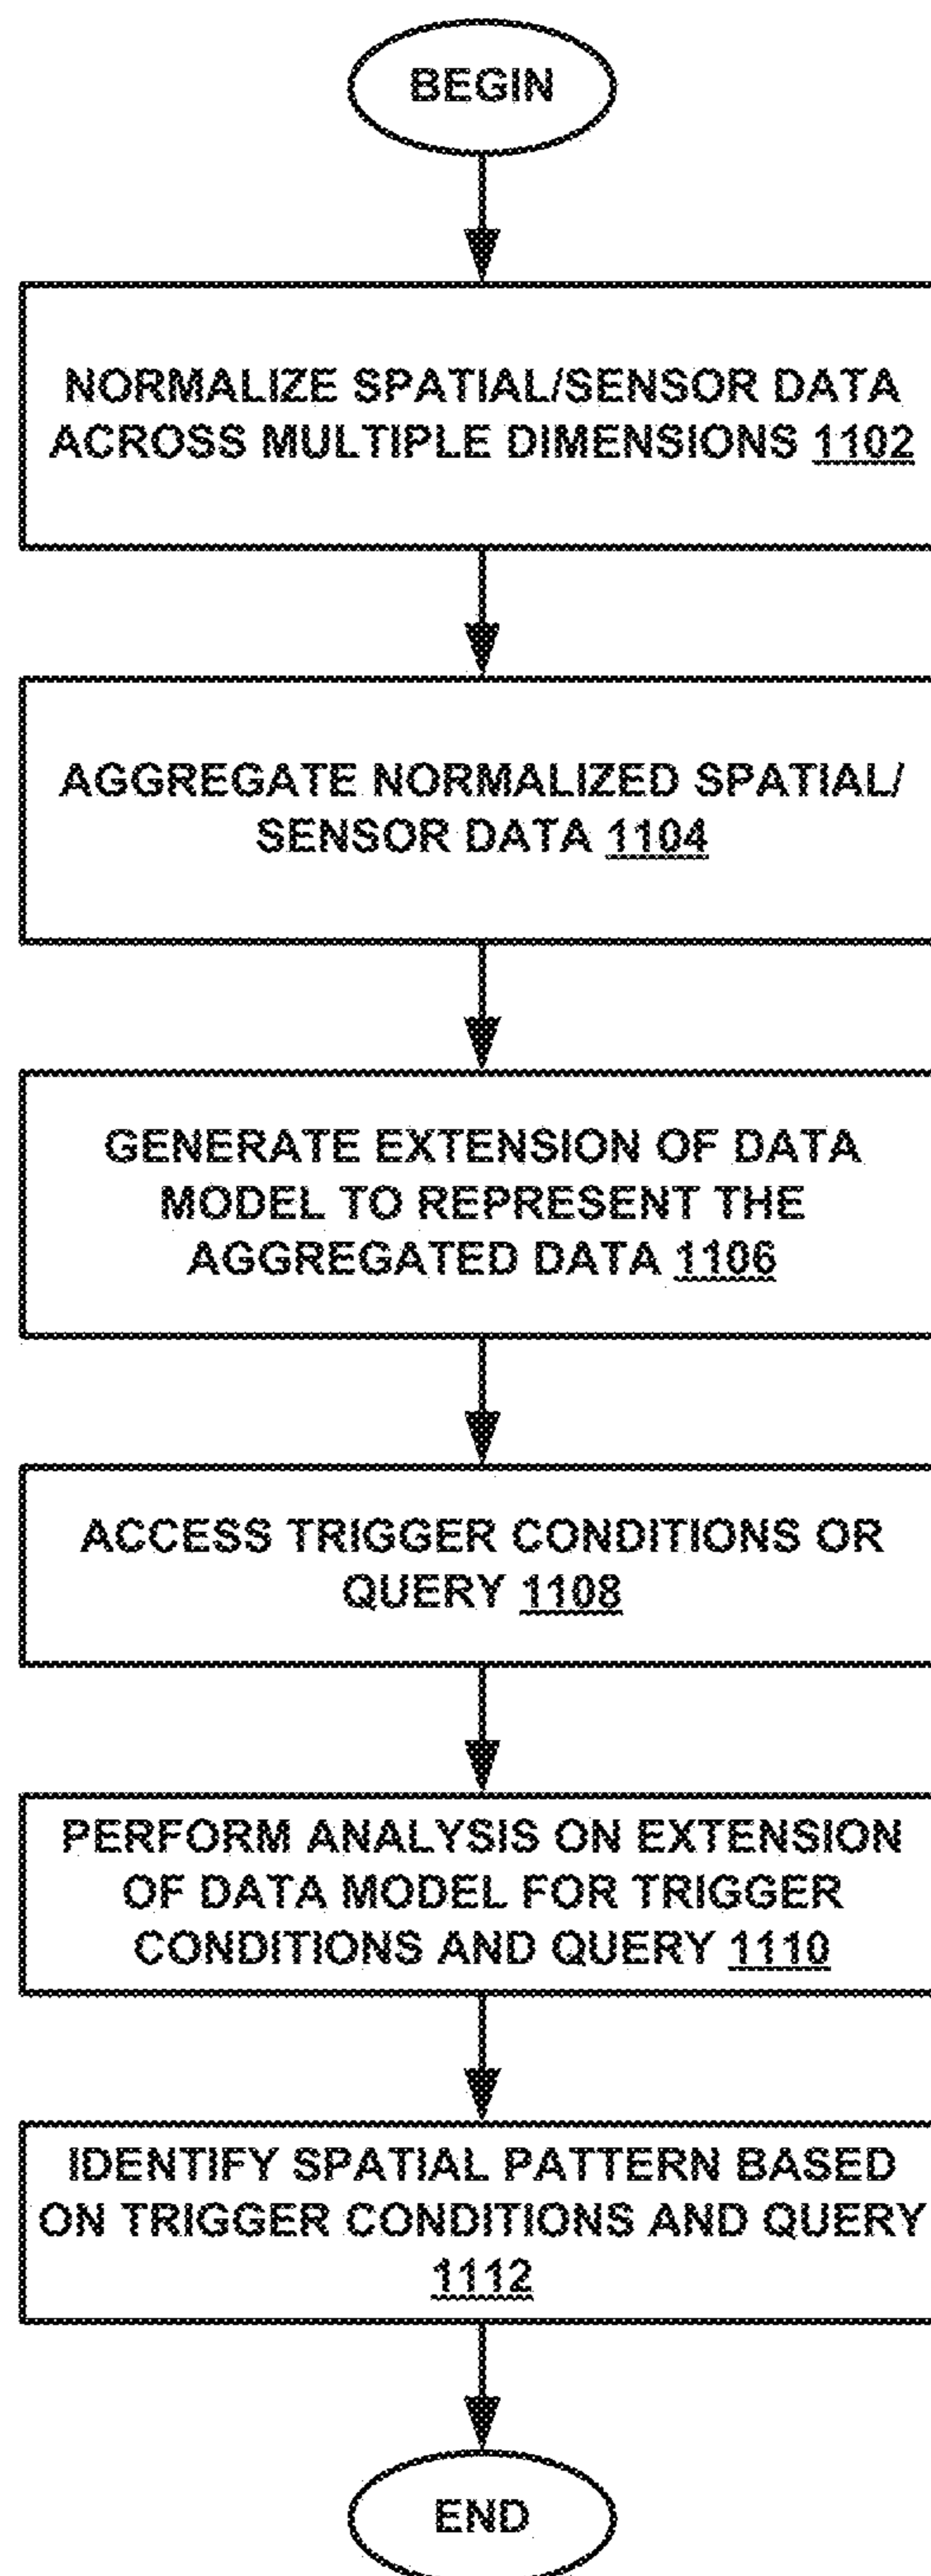 BEGIN
NORMALIZE SPATIAL/SENSOR DATA
ACROSS MULTIPLE DIMENSIONS 1102
AGGREGATE NORMALIZED SPATIAL/
SENSOR DATA 1104
GENERATE EXTENSION OF DATA
MODEL TO REPRESENT THE
AGGREGATED DATA 1106
ACCESS TRIGGER CONDITIONS OR
QUERY 1108
PERFORM ANALYSIS ON EXTENSION
OF DATA MODEL FOR TRIGGER
CONDITIONS AND QUERY 1110
IDENTIFY SPATIAL PATTERN BASED
ON TRIGGER CONDITIONS AND QUERY
1112
END